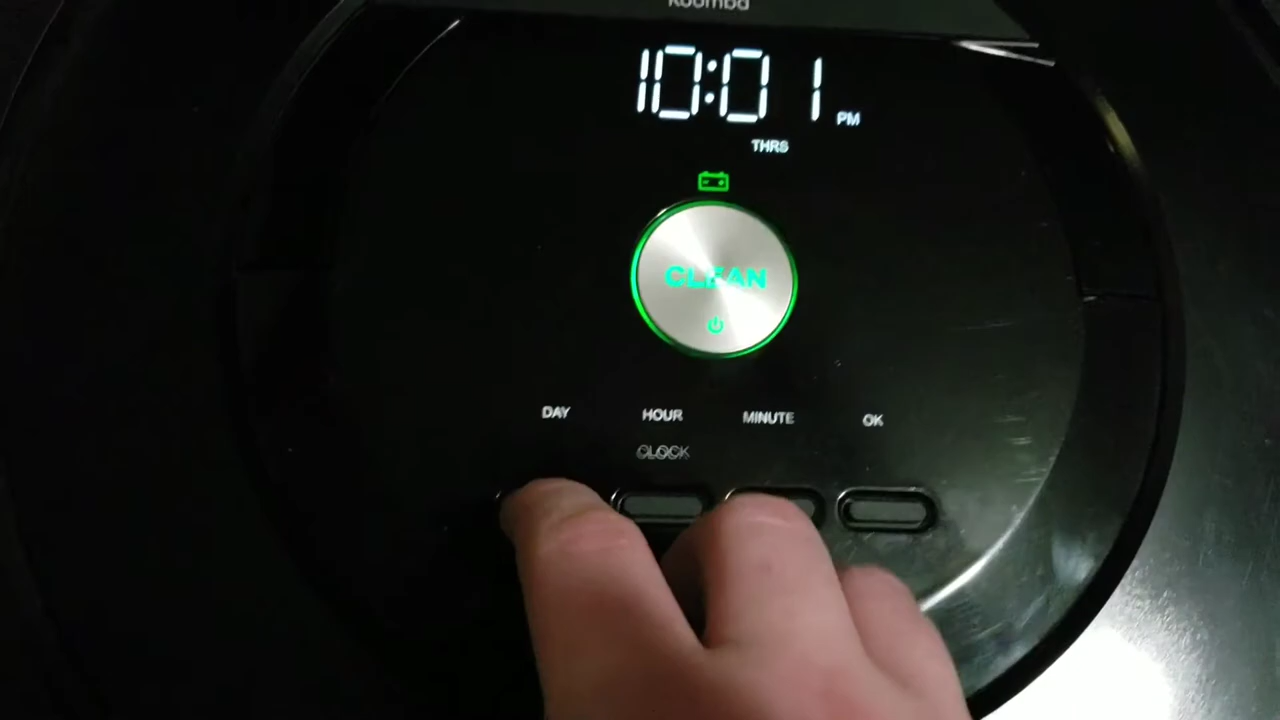 Roomba
10:01 PM
THRS
CLEAN
DAY HOUR MINUTE OK
CLOCK